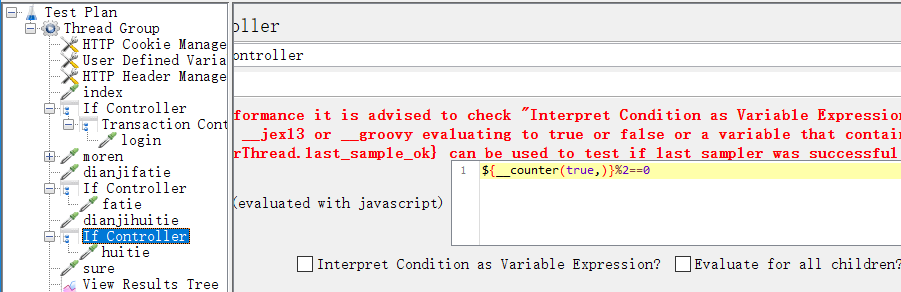 Test Plan
Thread Group
HTTP Cookie Manage
User Defined Varia
HTTP Header Manage
index
If Controller
Transaction Cont
login
moren
dianjifatie
If Controller
fatie
dianjihuitie
If Controller
huitie
sure
View Results Tree
oller
ontroller
formance it is advised to check "Interpret Condition as Variable Expression
__jex13 or __groovy evaluating to true or false or a variable that contain
rThread.last_sample_ok} can be used to test if last sampler was successful
(evaluated with javascript)
1 ${__counter(true,)}%2==0
Interpret Condition as Variable Expression? Evaluate for all children?